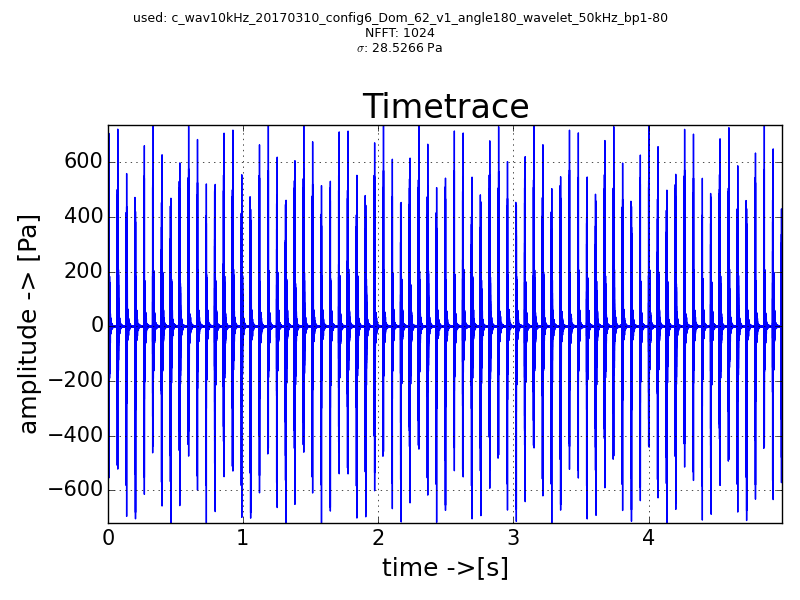 used: c_wav10kHz_20170310_config6_Dom_62_v1_angle180_wavelet_50kHz_bp1-80
NFFT: 1024
σ: 28.5266 Pa
Timetrace
amplitude -> [Pa]
600
400
200
0
−200
−400
−600
0 1 2 3 4
time ->[s]